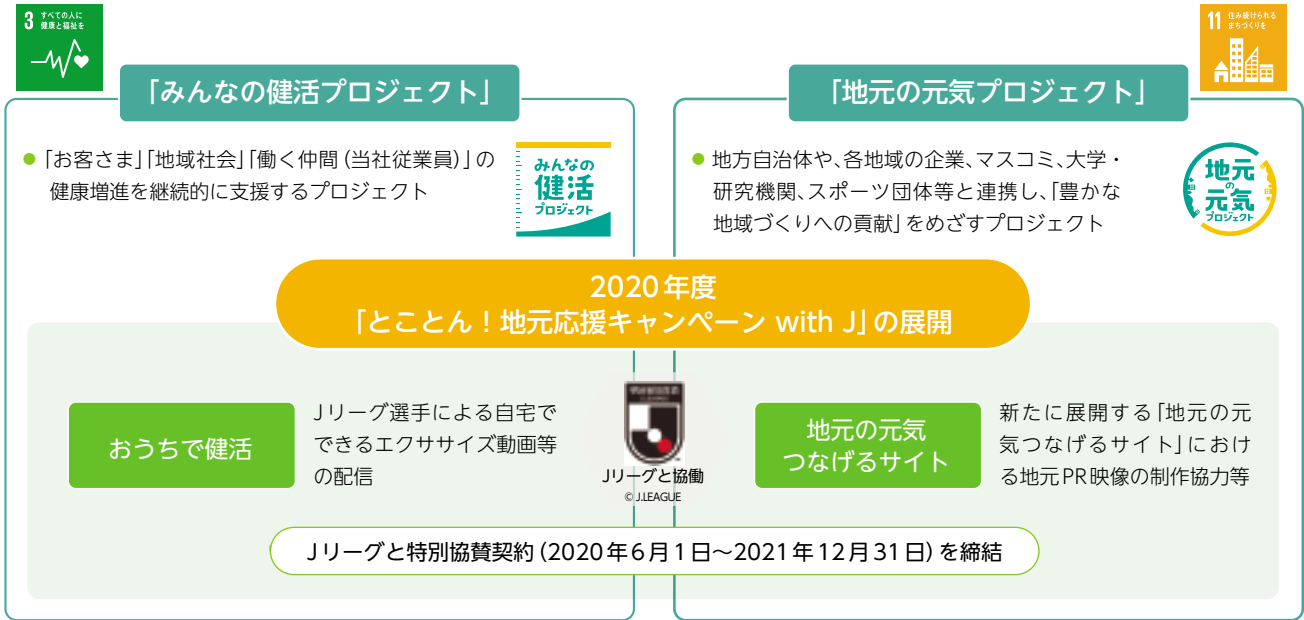 3 すべての人に
健康と福祉を
「みんなの健活プロジェクト」
●「お客さま」「地域社会」「働く仲間(当社従業員)」の
健康増進を継続的に支援するプロジェクト
みんなの
健活
プロジェクト
11 住み続けられる
まちづくりを
「地元の元気プロジェクト」
●地方自治体や、各地域の企業、マスコミ、大学・
研究機関、スポーツ団体等と連携し、「豊かな
地域づくりへの貢献」をめざすプロジェクト
地元
の
元気
プロジェクト
2020年度
「とことん!地元応援キャンペーン with J」の展開
おうちで健活
Jリーグ選手による自宅で
できるエクササイズ動画等
の配信
Jリーグと協働
© J.LEAGUE
地元の元気
つなげるサイト
新たに展開する「地元の元
気つなげるサイト」におけ
る地元PR映像の制作協力等
Jリーグと特別協賛契約(2020年6月1日~2021年12月31日)を締結